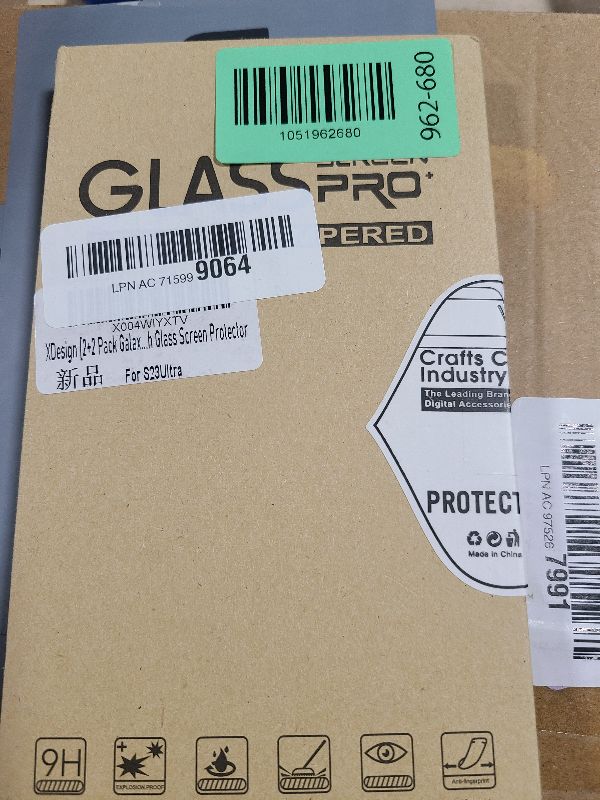 1051962680
962-680
GLASS
SCREEN
PRO+
PERED
LPN AC 71599 9064
X004WIYXTV
XDesign [2+2 Pack Galax...h Glass Screen Protector
新品 For S23Ultra
Crafts C
Industry
The Leading Bran
Digital Accessorie
PROTECT
Made in China
LPN AC 97526 7991
9H
EXPLOSION.PROOF
Anti-fingerprint